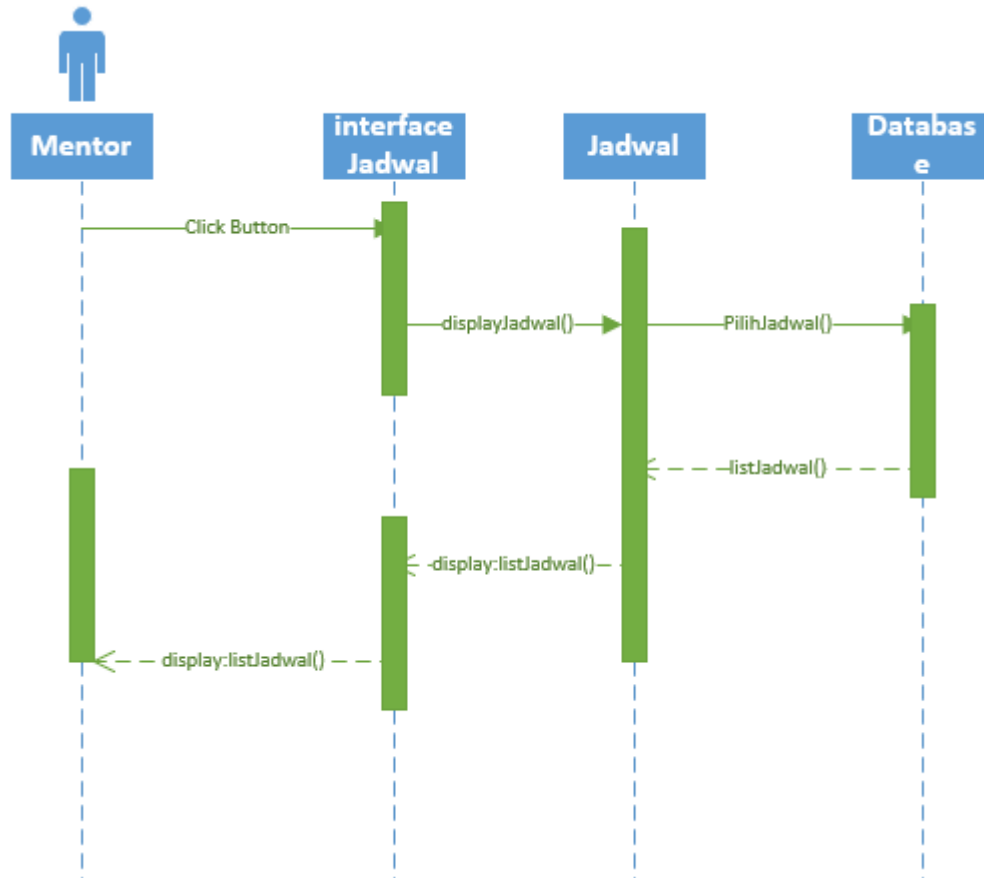 Mentor
interface
Jadwal
Jadwal
Databas
e
Click Button
displayJadwal()
PilihJadwal()
listJadwal()
display:listJadwal()
display:listJadwal()